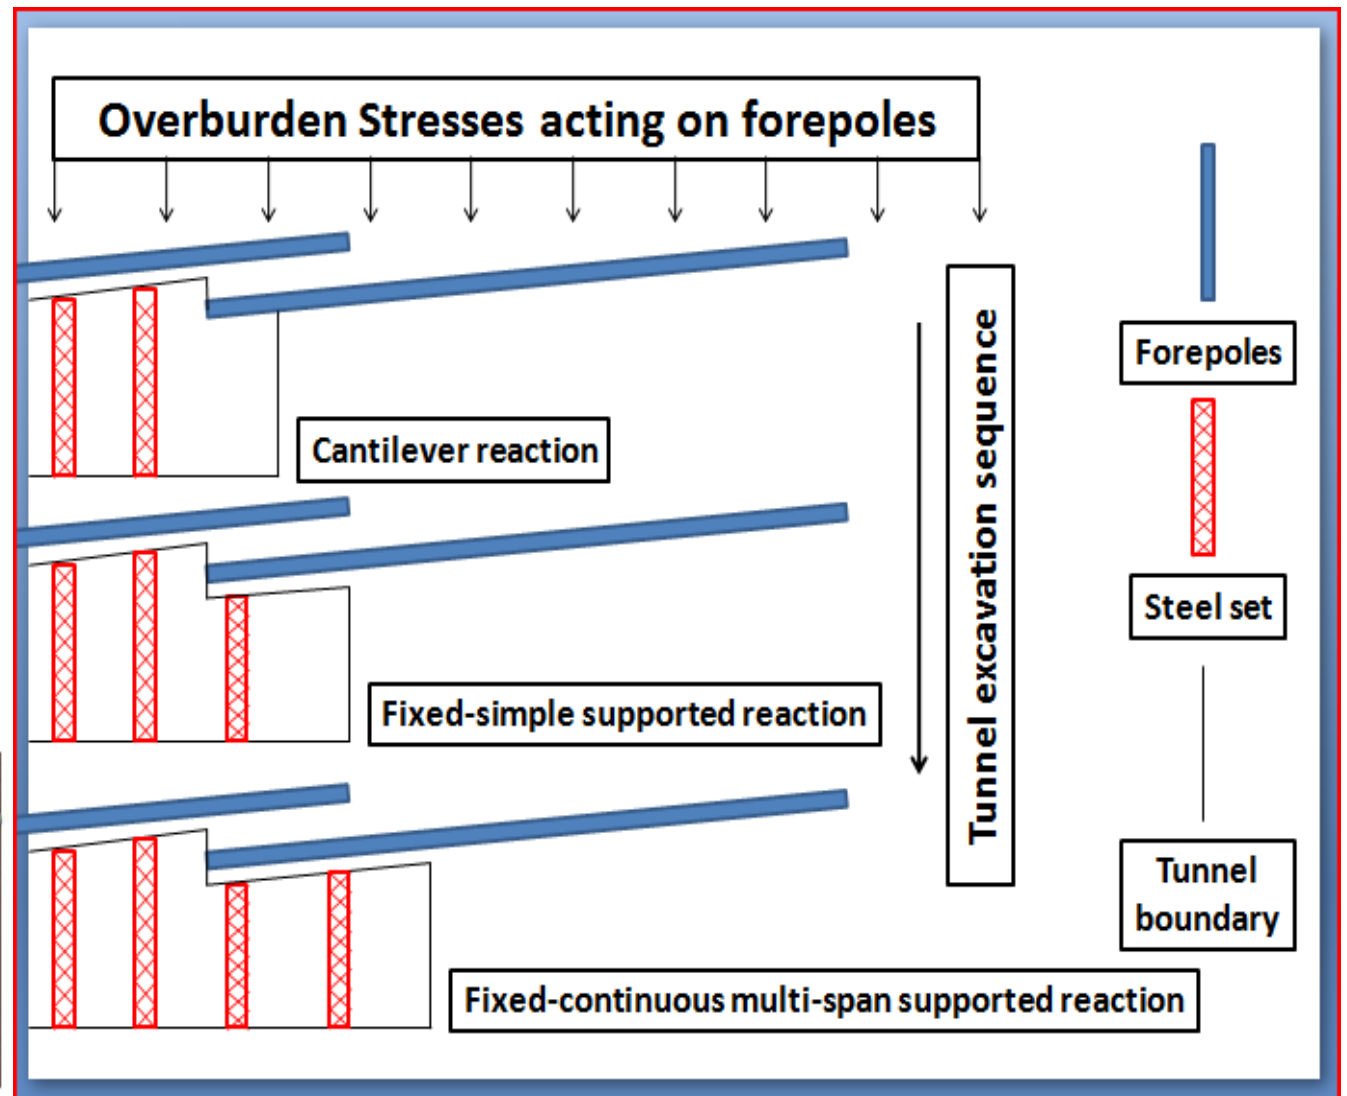 Overburden Stresses acting on forepoles
Forepoles
Cantilever reaction
Steel set
Tunnel excavation sequence
Fixed-simple supported reaction
Tunnel
boundary
Fixed-continuous multi-span supported reaction